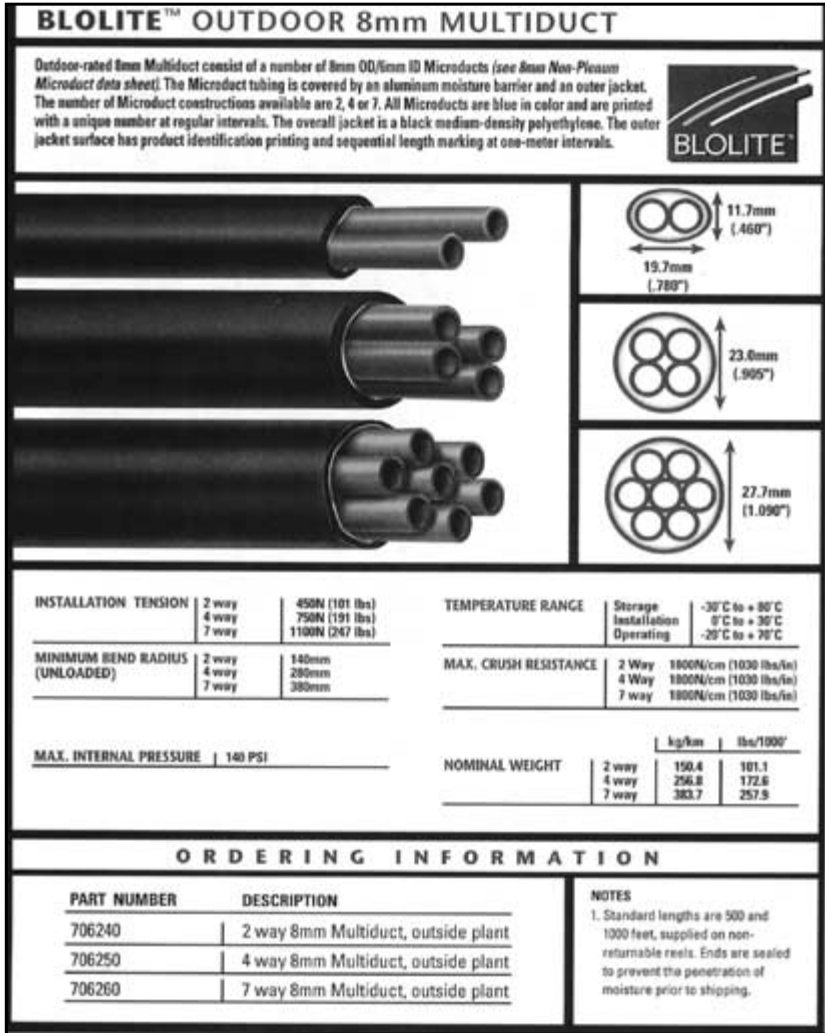 BLOLITE™ OUTDOOR 8mm MULTIDUCT
Outdoor-rated 8mm Multiduct consist of a number of 8mm OD/6mm ID Microducts (see 8mm Non-Plenum
Microduct data sheet). The Microduct tubing is covered by an aluminum moisture barrier and an outer jacket.
The number of Microduct constructions available are 2, 4 or 7. All Microducts are blue in color and are printed
with a unique number at regular intervals. The overall jacket is a black medium-density polyethylene. The outer
jacket surface has product identification printing and sequential length marking at one-meter intervals.
BLOLITE™
11.7mm
(.460")
19.7mm
(.780")
23.0mm
(.905")
27.7mm
(1.090")
INSTALLATION TENSION 2 way 450N (101 lbs)
4 way 750N (191 lbs)
7 way 1100N (247 lbs)
MINIMUM BEND RADIUS 2 way 140mm
(UNLOADED) 4 way 280mm
7 way 380mm
MAX. INTERNAL PRESSURE 140 PSI
TEMPERATURE RANGE Storage -30°C to + 80°C
Installation 0°C to + 30°C
Operating -20°C to + 70°C
MAX. CRUSH RESISTANCE 2 Way 1800N/cm (1030 lbs/in)
4 Way 1800N/cm (1030 lbs/in)
7 way 1800N/cm (1030 lbs/in)
kg/km lbs/1000'
NOMINAL WEIGHT 2 way 150.4 101.1
4 way 256.8 172.6
7 way 383.7 257.9
ORDERING INFORMATION
PART NUMBER DESCRIPTION
706240 2 way 8mm Multiduct, outside plant
706250 4 way 8mm Multiduct, outside plant
706260 7 way 8mm Multiduct, outside plant
NOTES
1. Standard lengths are 500 and
1000 feet, supplied on non-
returnable reels. Ends are sealed
to prevent the penetration of
moisture prior to shipping.